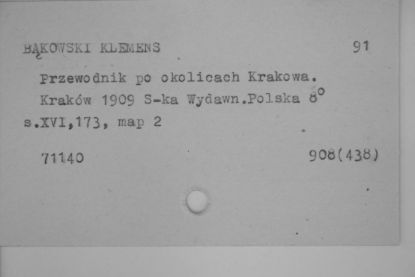 BĄKOWSKI KLEMENS 91
Przewodnik po okolicach Krakowa.
Kraków 1909 S-ka Wydawn.Polska 8°
s.XVI,173, map 2
71140 908(438)